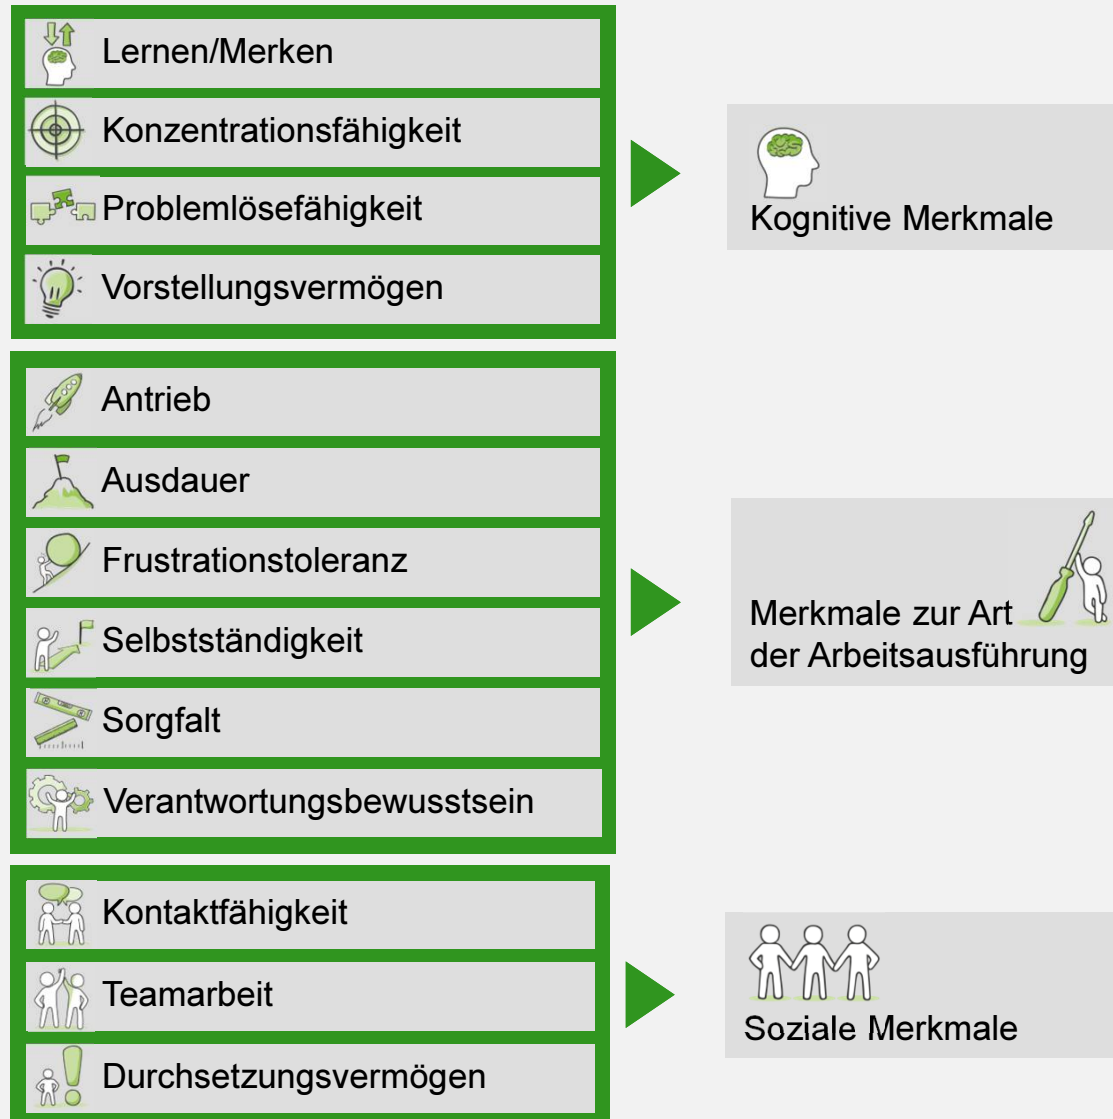 Lernen/Merken
Konzentrationsfähigkeit
Problemlösefähigkeit
Vorstellungsvermögen
Kognitive Merkmale
Antrieb
Ausdauer
Frustrationstoleranz
Selbstständigkeit
Sorgfalt
Verantwortungsbewusstsein
Merkmale zur Art
der Arbeitsausführung
Kontaktfähigkeit
Teamarbeit
Durchsetzungsvermögen
Soziale Merkmale